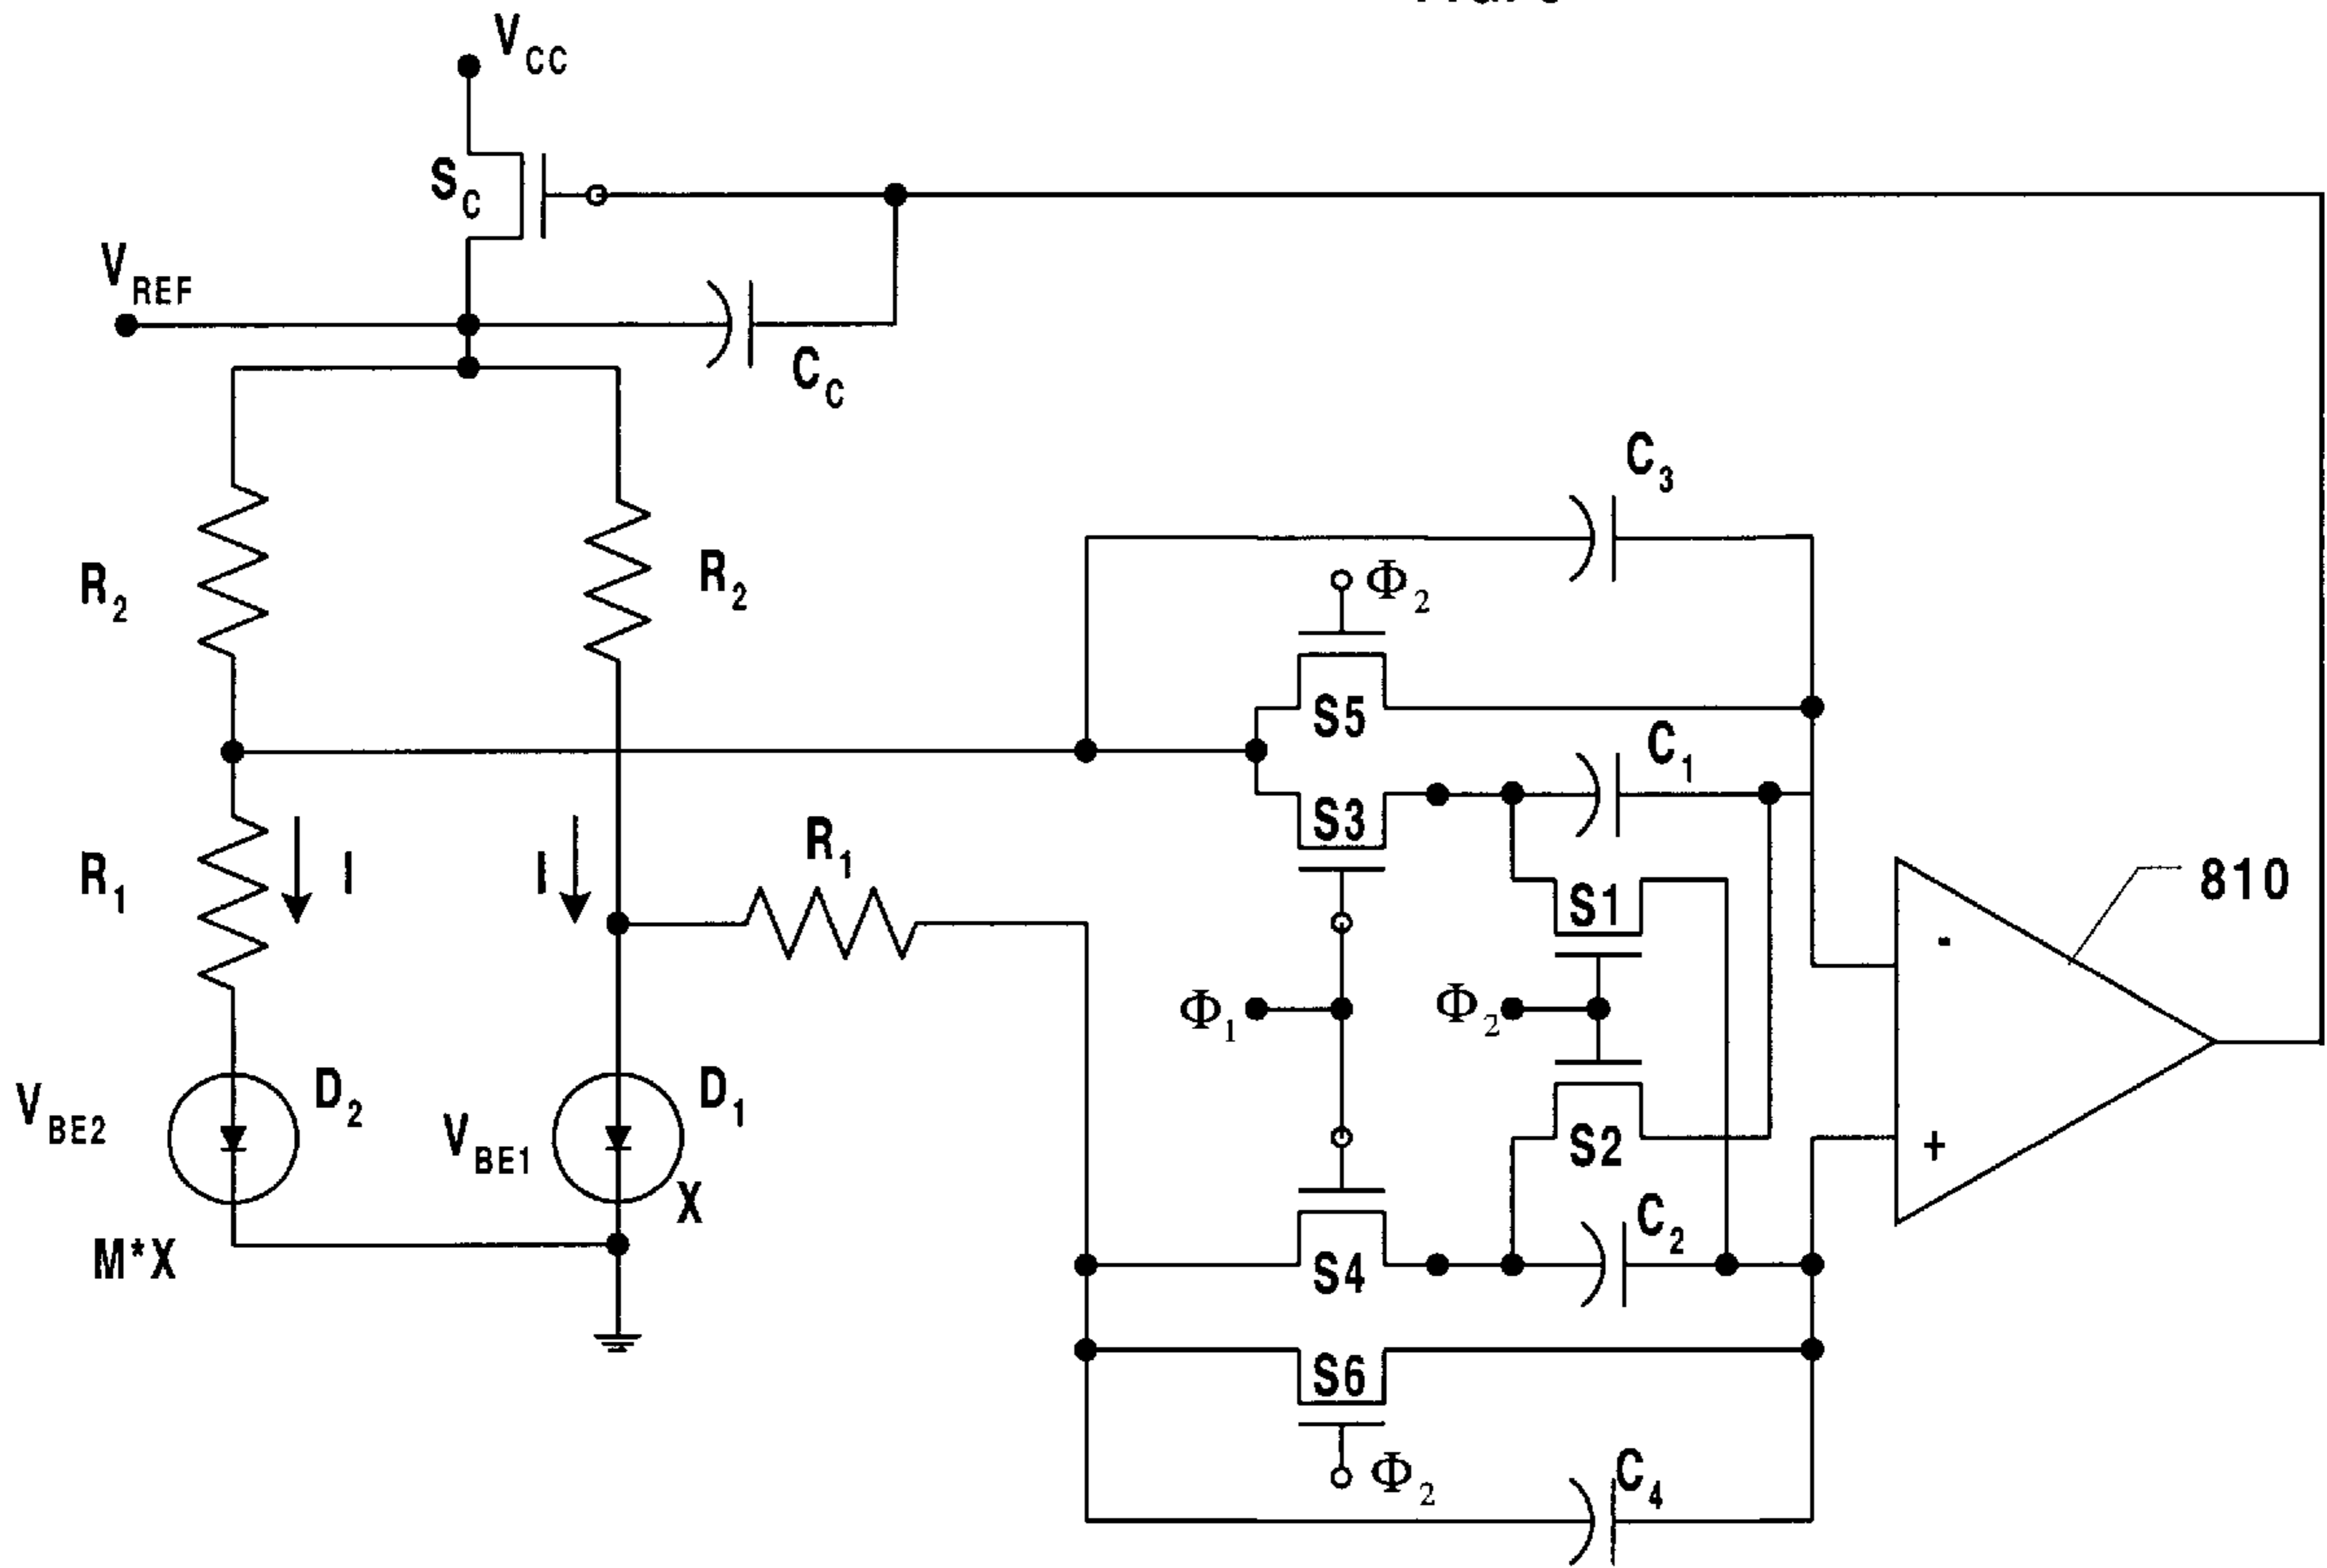 V_CC
S_C
V_REF
C_C
C_3
R_2
R_2
Φ_2
S5
C_1
S3
R_1
I
I
R_1
S1
810
-
Φ_1
Φ_2
V_BE2
D_2
V_BE1
D_1
S2
+
X
M*X
C_2
S4
S6
Φ_2
C_4